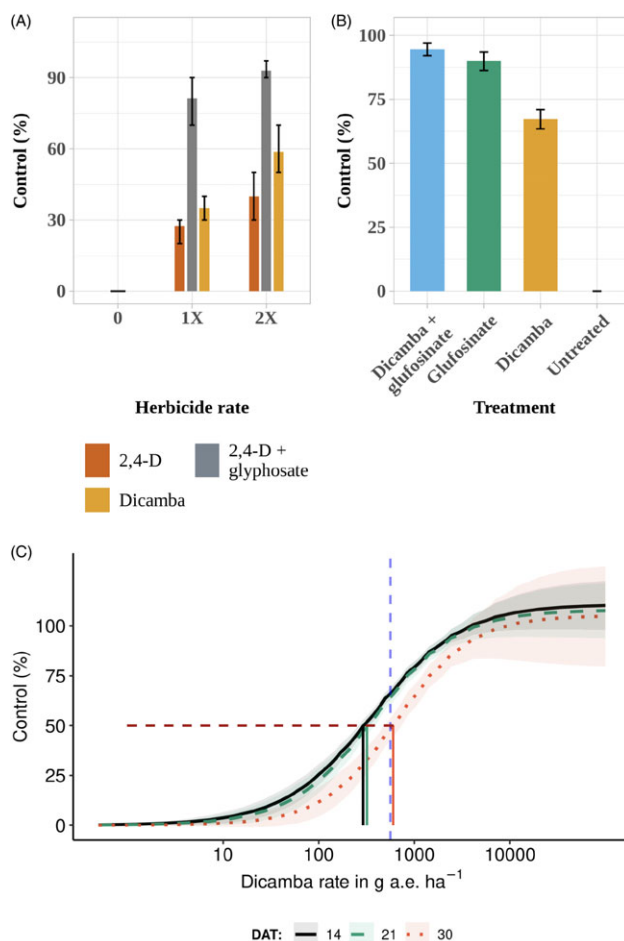 (A)
Control (%)
90
60
30
0
0 1X 2X
Herbicide rate
2,4-D
2,4-D +
glyphosate
Dicamba
(B)
Control (%)
100
75
50
25
0
Dicamba +
glufosinate
Glufosinate
Dicamba
Untreated
Treatment
(C)
Control (%)
100
75
50
25
0
10 100 1000 10000
Dicamba rate in g a.e. ha⁻¹
DAT: 14 21 30